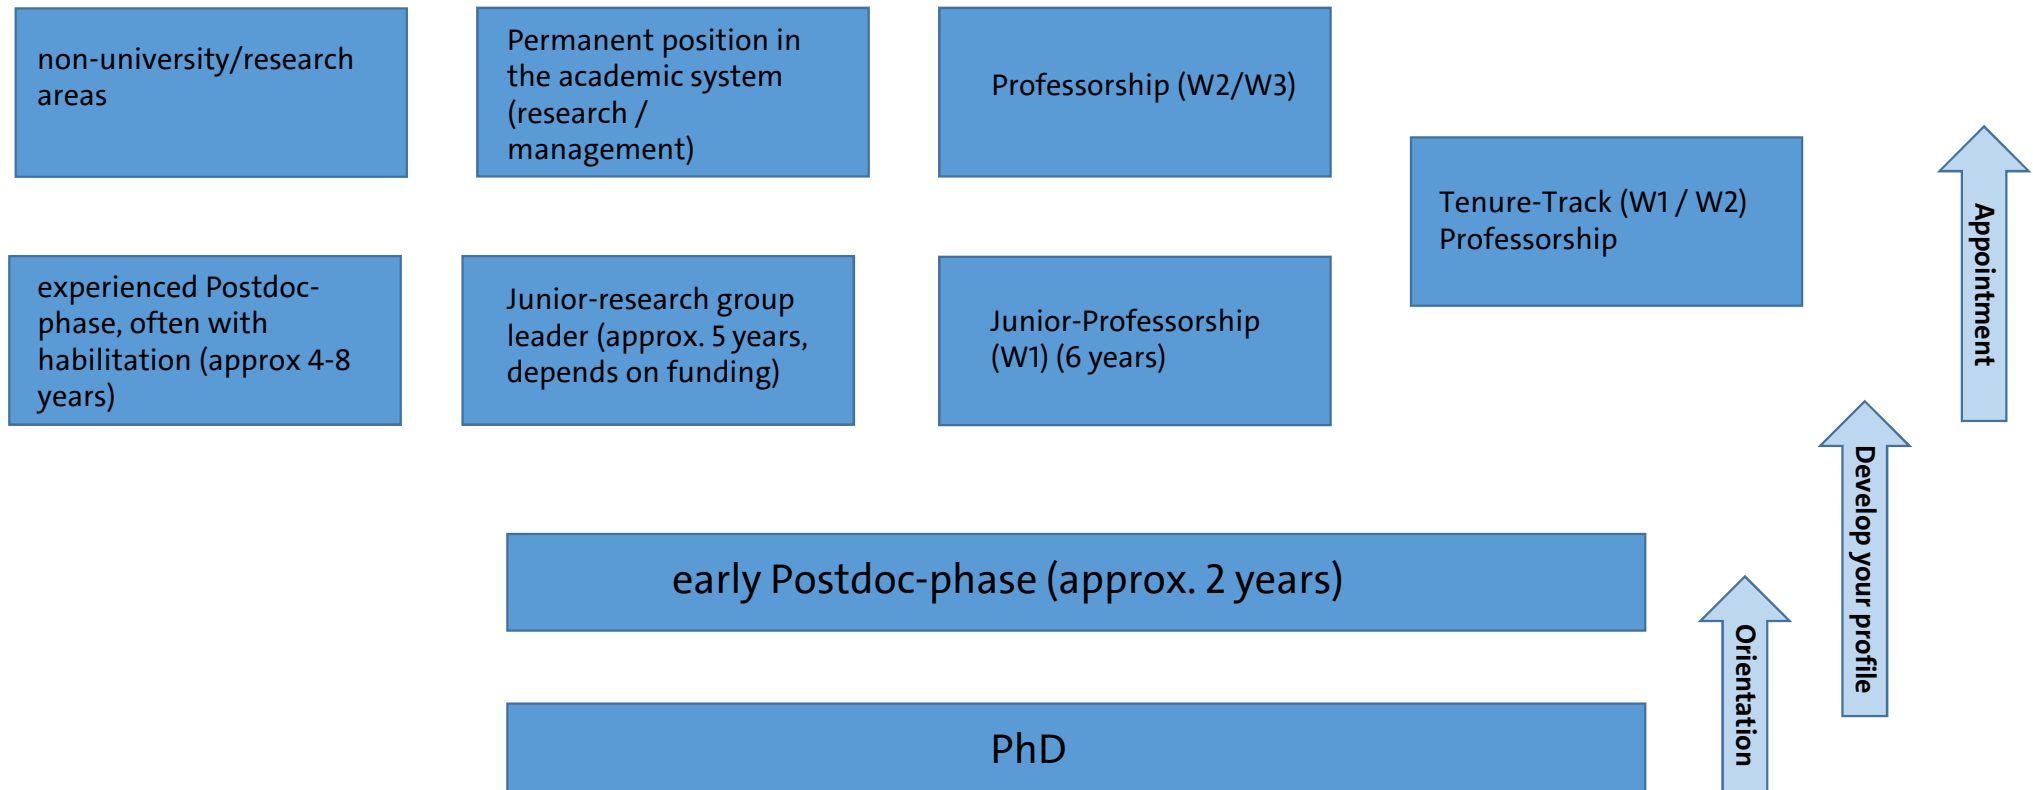 non-university/research
areas
Permanent position in
the academic system
(research /
management)
Professorship (W2/W3)
Tenure-Track (W1 / W2)
Professorship
Appointment
experienced Postdoc-
phase, often with
habilitation (approx 4-8
years)
Junior-research group
leader (approx. 5 years,
depends on funding)
Junior-Professorship
(W1) (6 years)
Develop your profile
early Postdoc-phase (approx. 2 years)
Orientation
PhD